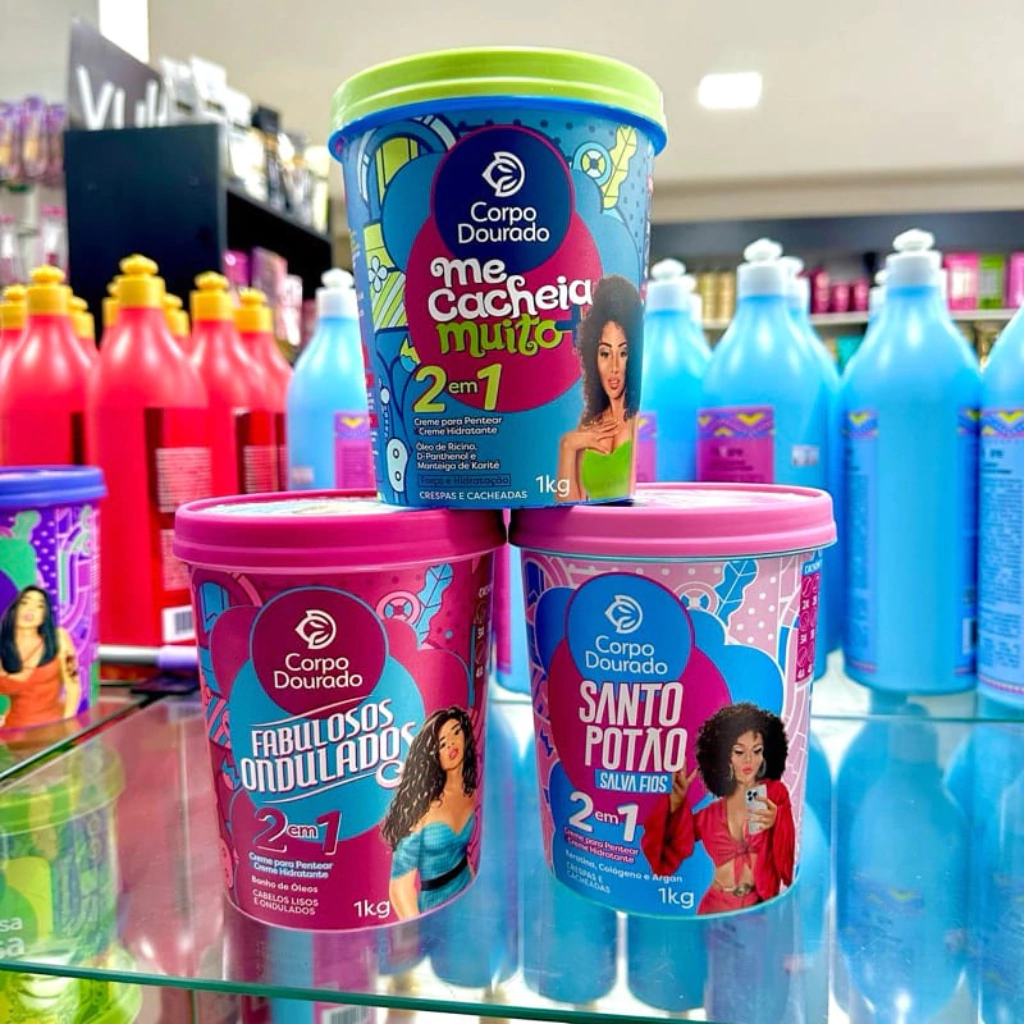 Corpo
Dourado
me
cacheia
muito
2 em 1
Creme para Pentear
Creme Hidratante
Óleo de Rícino,
D-Panthenol e
Manteiga de Karité
Força e Hidratação
CRESPAS E CACHEADAS
1kg
Corpo
Dourado
FABULOSOS
ONDULADOS
2 em 1
Creme para Pentear
Creme Hidratante
Banho de Óleos
CABELOS LISOS
E ONDULADOS
1kg
Corpo
Dourado
SANTO
POTÃO
SALVA FIOS
2 em 1
Creme para Pentear
Creme Hidratante
Keratina, Colágeno e Argan
CRESPAS E
CACHEADAS
1kg